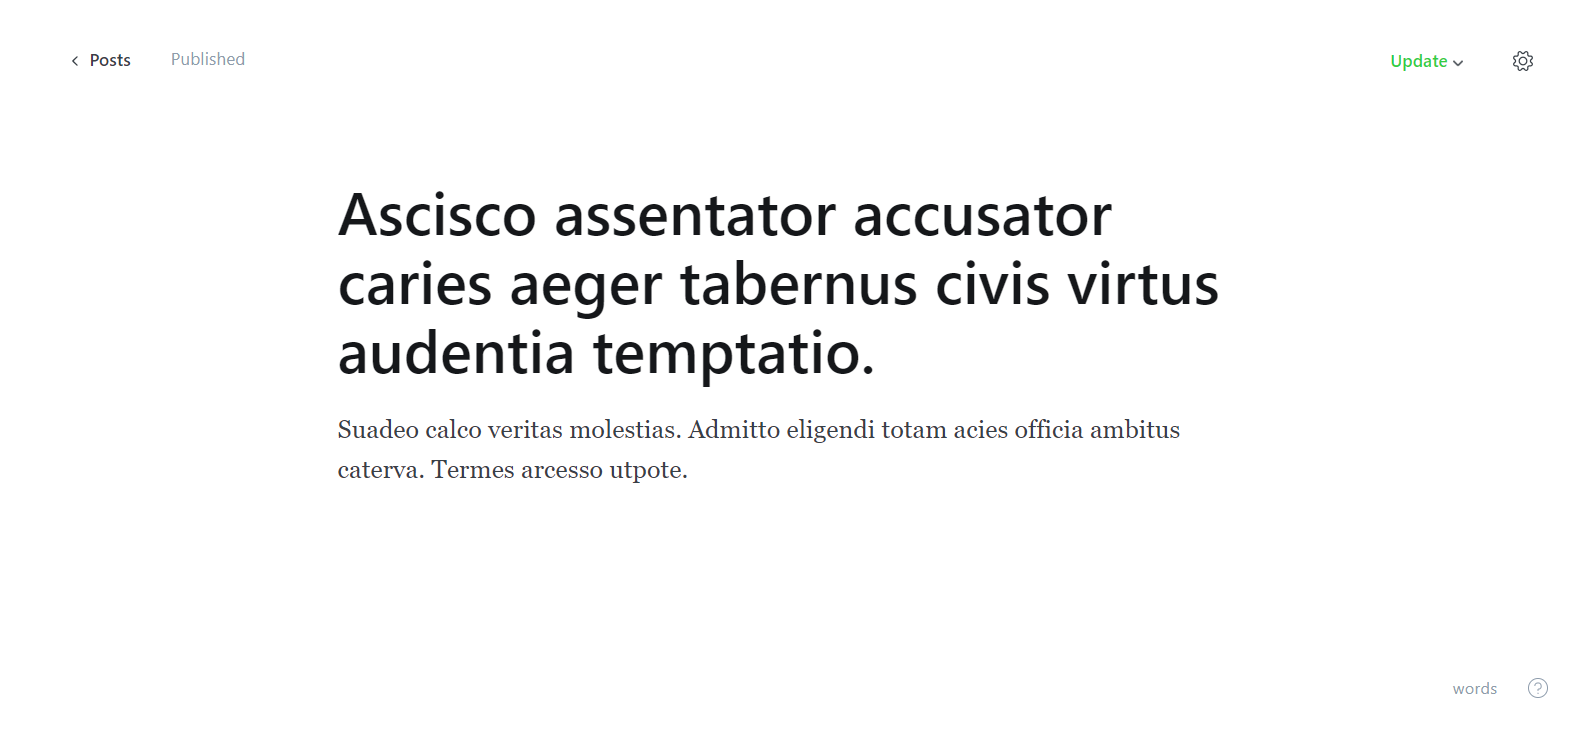 Posts
Published
Update
Ascisco assentator accusator
caries aeger tabernus civis virtus
audentia temptatio.
Suadeo calco veritas molestias. Admitto eligendi totam acies officia ambitus
caterva. Termes arcesso utpote.
words
?